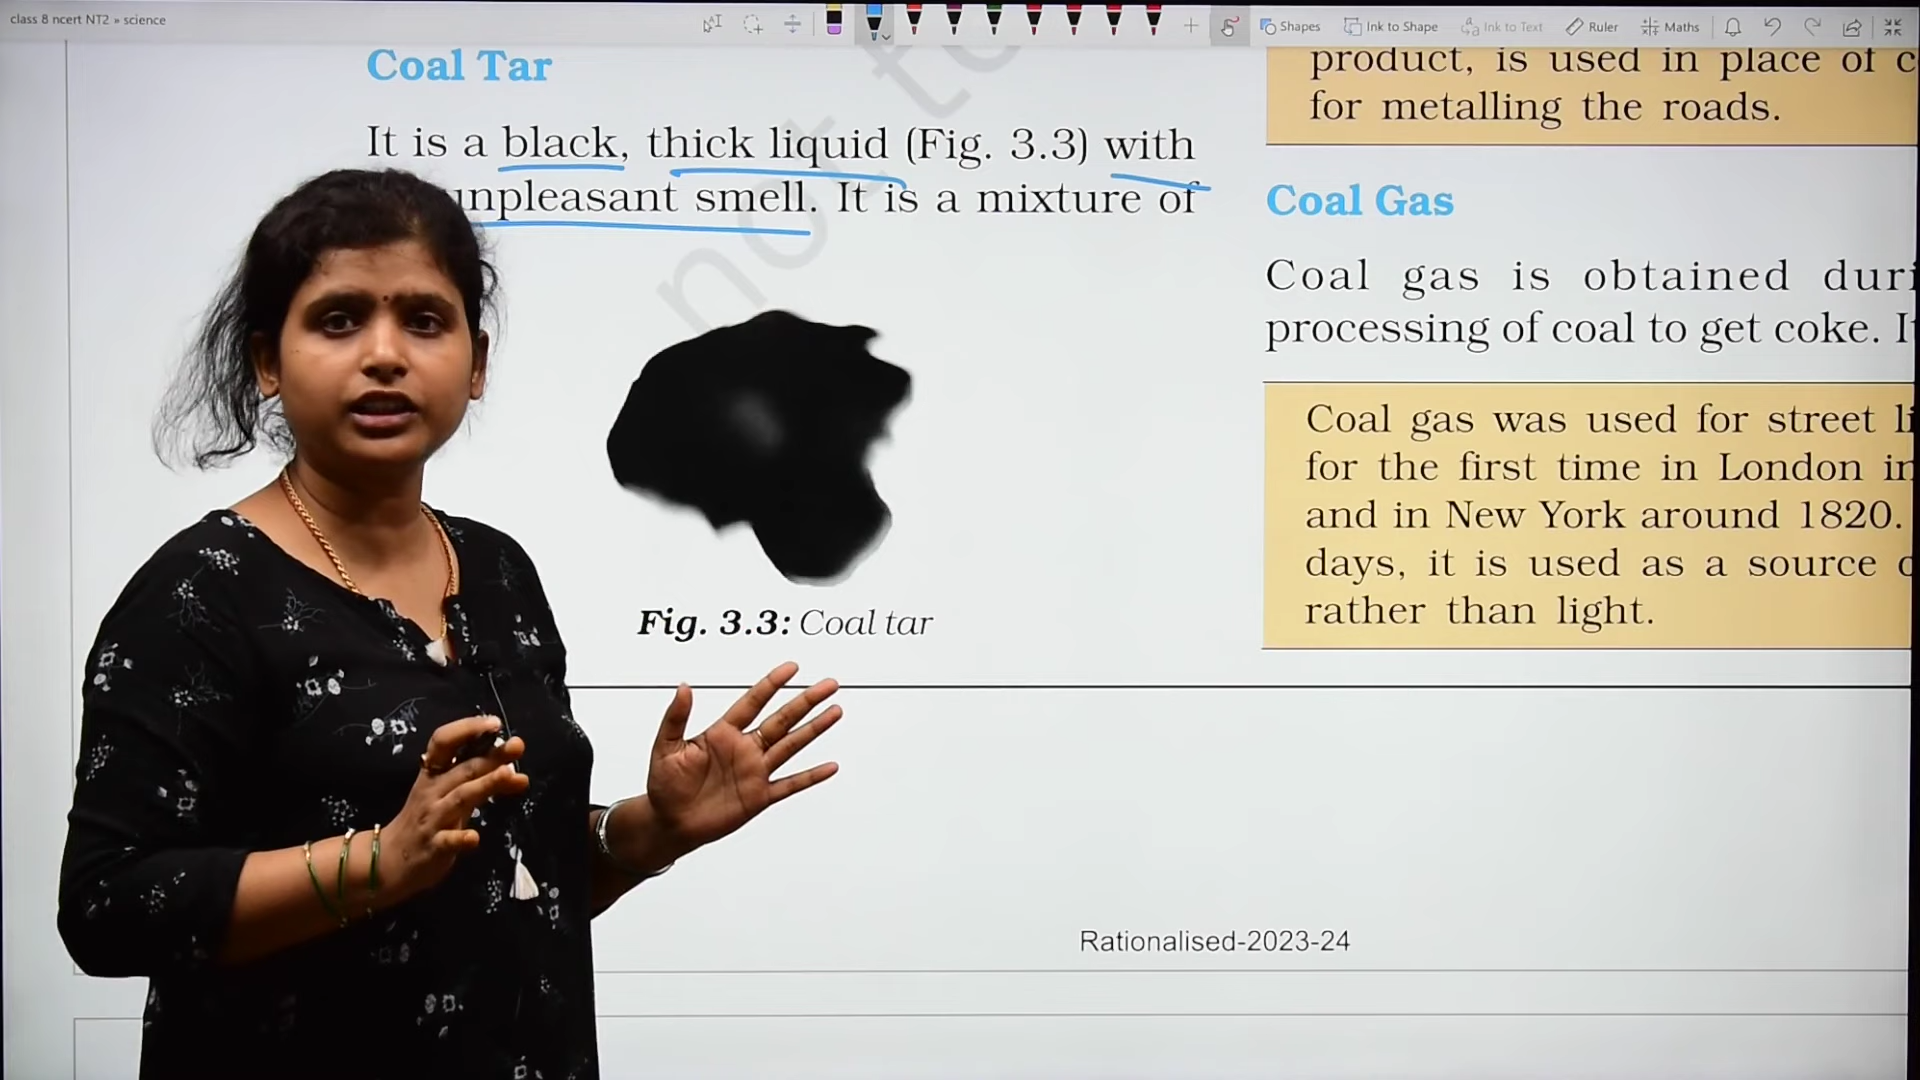 class 8 ncert NT2 » science
Shapes
Ink to Shape
Ink to Text
Ruler
Maths
Coal Tar
It is a black, thick liquid (Fig. 3.3) with
unpleasant smell. It is a mixture of
not to
Fig. 3.3: Coal tar
product, is used in place of
for metalling the roads.
Coal Gas
Coal gas is obtained
processing of coal to get coke.
Coal gas was used for street
for the first time in London
and in New York around 1820.
days, it is used as a source
rather than light.
Rationalised-2023-24